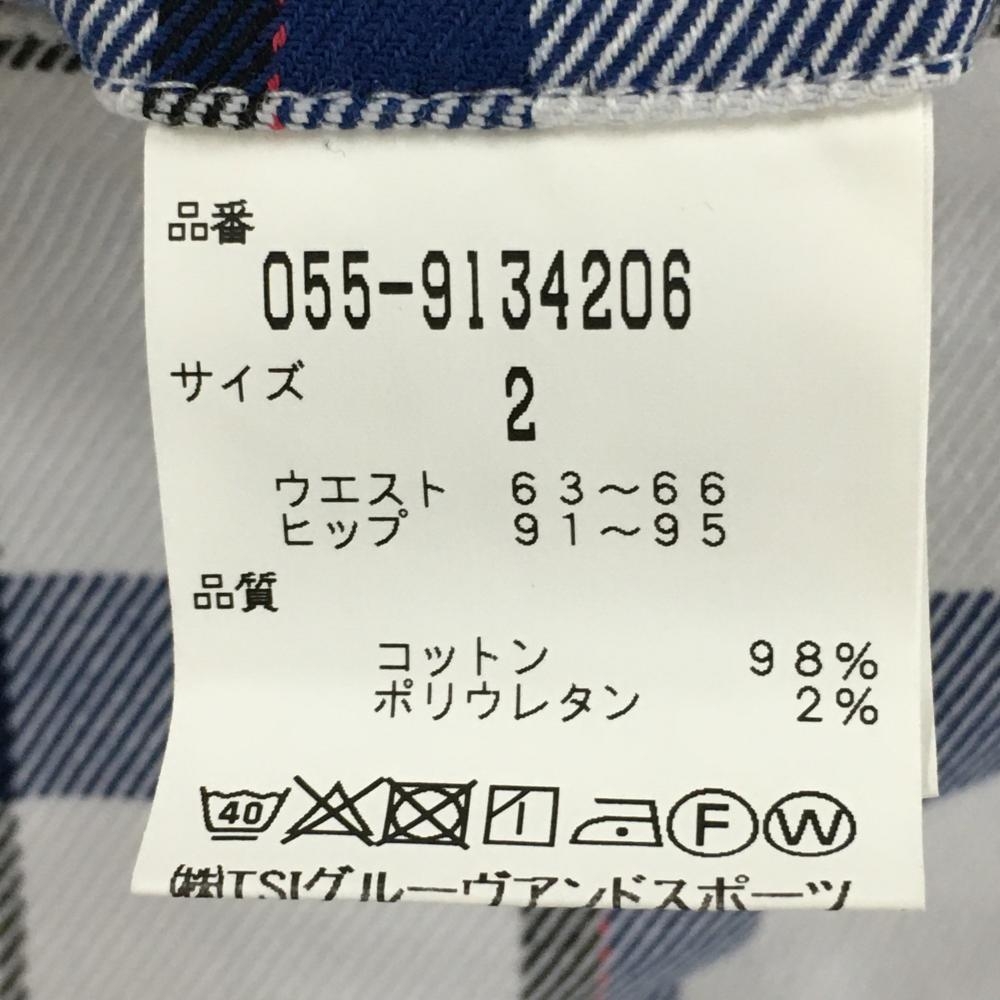 品番
055-9134206
サイズ 2
ウエスト 63～66
ヒップ 91～95
品質
コットン 98%
ポリウレタン 2%
40 F W
㈱TSIグルーヴアンドスポーツ